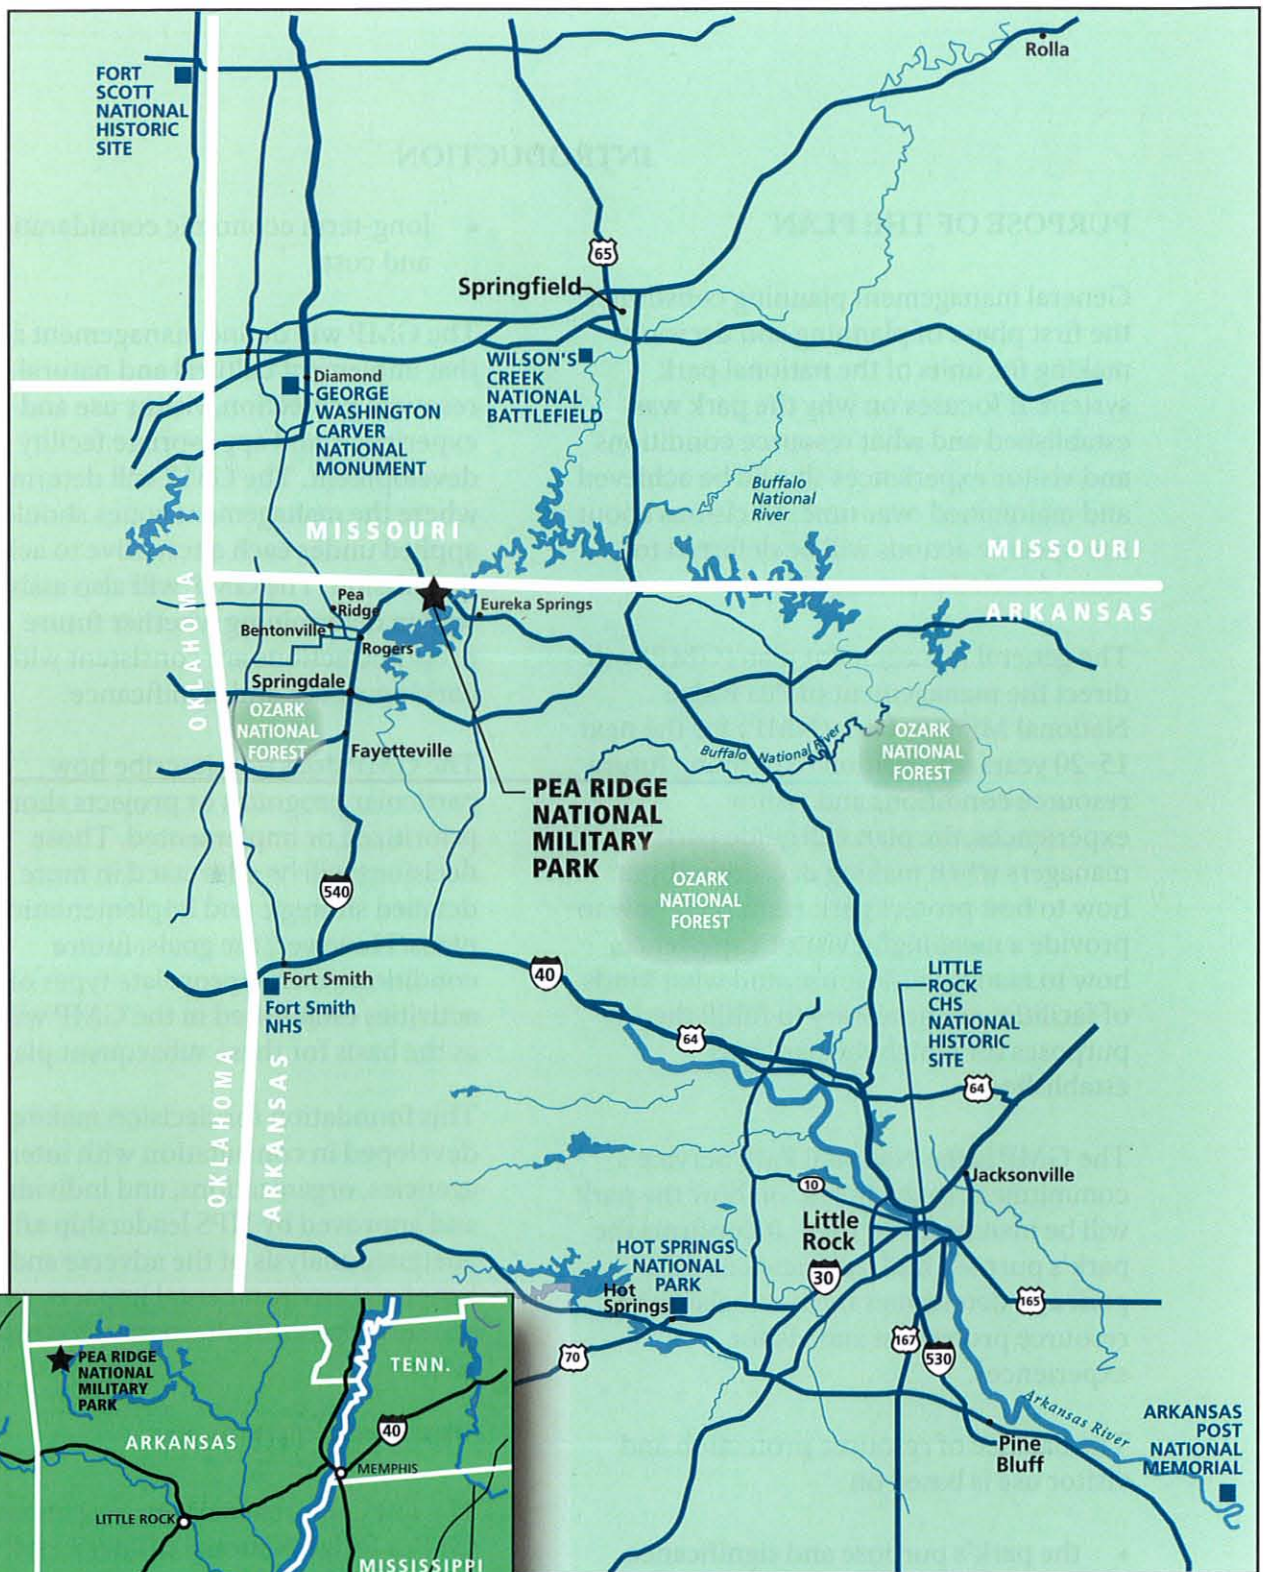 Rolla
FORT
SCOTT
NATIONAL
HISTORIC
SITE
65
Springfield
WILSON'S
CREEK
NATIONAL
BATTLEFIELD
Diamond
GEORGE
WASHINGTON
CARVER
NATIONAL
MONUMENT
Buffalo
National
River
MISSOURI
MISSOURI
ARKANSAS
OKLAHOMA
Pea
Ridge
Eureka Springs
Bentonville
Rogers
Springdale
OZARK
NATIONAL
FOREST
Fayetteville
Buffalo National River
OZARK
NATIONAL
FOREST
PEA RIDGE
NATIONAL
MILITARY
PARK
OZARK
NATIONAL
FOREST
540
40
Fort Smith
Fort Smith
NHS
LITTLE
ROCK
CHS
NATIONAL
HISTORIC
SITE
64
64
OKLAHOMA
ARKANSAS
Jacksonville
10
Little
Rock
HOT SPRINGS
NATIONAL
PARK
Hot
Springs
30
165
167
530
70
Arkansas River
Pine
Bluff
ARKANSAS
POST
NATIONAL
MEMORIAL
PEA RIDGE
NATIONAL
MILITARY
PARK
TENN.
40
ARKANSAS
MEMPHIS
LITTLE ROCK
MISSISSIPPI